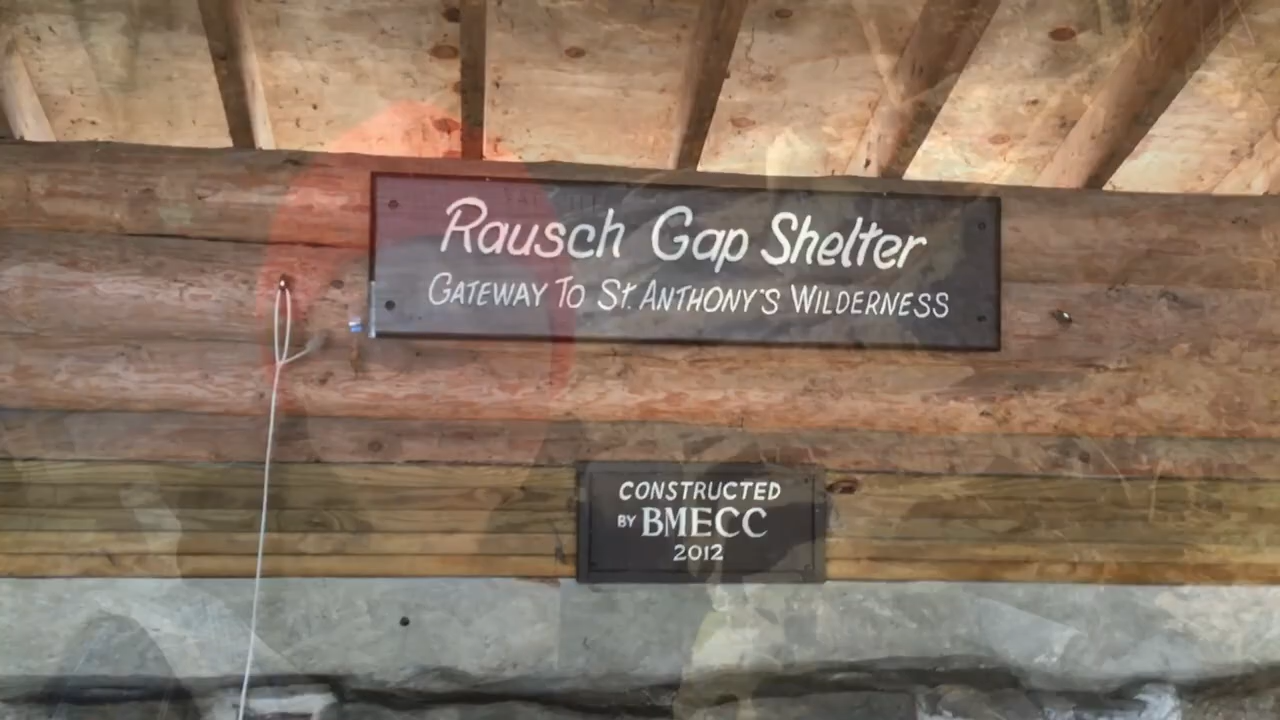 Rausch Gap Shelter
GATEWAY TO St. ANTHONY'S WILDERNESS
CONSTRUCTED
BY BMECC
2012